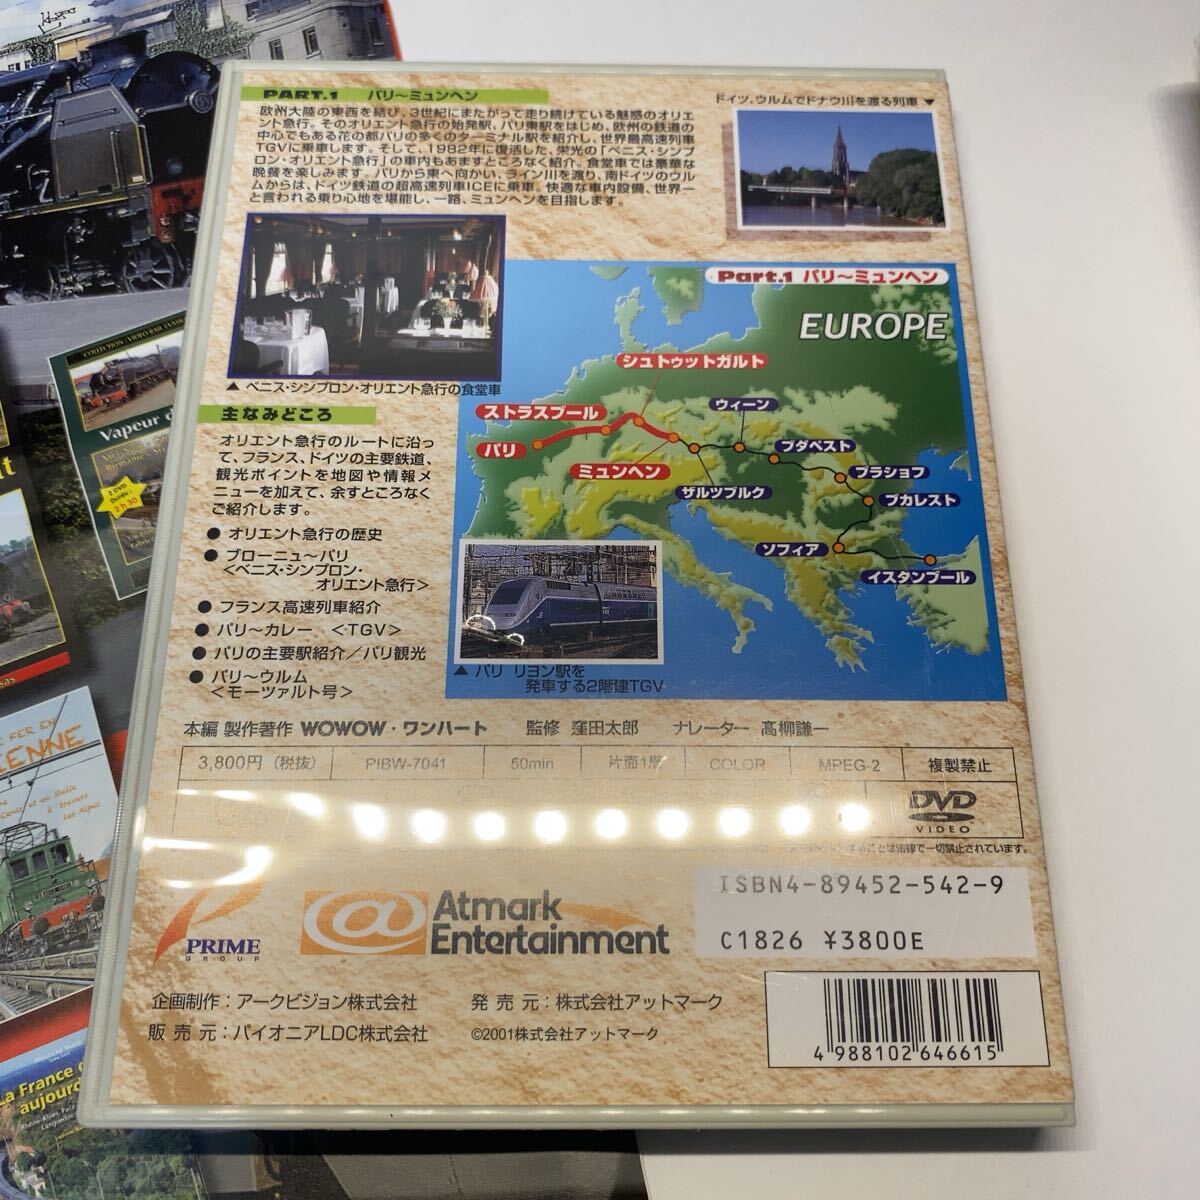 PART.1 パリ～ミュンヘン
欧州大陸の東西を結び、3世紀にまたがって走り続けている魅惑のオリエ
ント急行。そのオリエント急行の始発駅、パリ東駅をはじめ、欧州の鉄道の
中心でもある花の都パリの多くのターミナル駅を紹介し、世界最高速列車
TGVに乗車します。そして、1982年に復活した、栄光の「ベニス・シンプ
ロン・オリエント急行」の車内もあますところなく紹介。食堂車では豪華な
晩餐を楽しみます。パリから東へ向かい、ライン川を渡り、南ドイツのウル
ムからは、ドイツ鉄道の超高速列車ICEに乗車。快適な車内設備、世界一
と言われる乗り心地を堪能し、一路、ミュンヘンを目指します。
ドイツ、ウルムでドナウ川を渡る列車▼
▲ ベニス・シンプロン・オリエント急行の食堂車
主なみどころ
オリエント急行のルートに沿っ
て、フランス、ドイツの主要鉄道、
観光ポイントを地図や情報メ
ニューを加えて、余すところなく
ご紹介します。
● オリエント急行の歴史
● ブローニュ～パリ
<ベニス・シンプロン・
オリエント急行>
● フランス高速列車紹介
● パリ～カレー <TGV>
● パリの主要駅紹介／パリ観光
● パリ～ウルム
<モーツァルト号>
Part.1 パリ～ミュンヘン
EUROPE
シュトゥットガルト
ストラスブール
パリ
ミュンヘン
ウィーン
ザルツブルク
ブダペスト
ブラショフ
ブカレスト
ソフィア
イスタンブール
▲ パリ リヨン駅を
発車する2階建TGV
本編 製作著作 WOWOW・ワンハート 監修 窪田太郎 ナレーター 髙柳謙一
3,800円(税抜) PIBW-7041 50min 片面1層 COLOR MPEG-2 複製禁止
DVD
VIDEO
ことは法律で一切禁止されています。
PRIME
GROUP
@ Atmark
Entertainment
ISBN4-89452-542-9
C1826 ¥3800E
企画制作：アークビジョン株式会社
発売元：株式会社アットマーク
販売元：パイオニアLDC株式会社
©2001株式会社アットマーク
4 988102 646615
COLLECTION VIDEO RAIL EVASION
Vapeur
2 DVD
Durée :
2h30
La France
aujourd